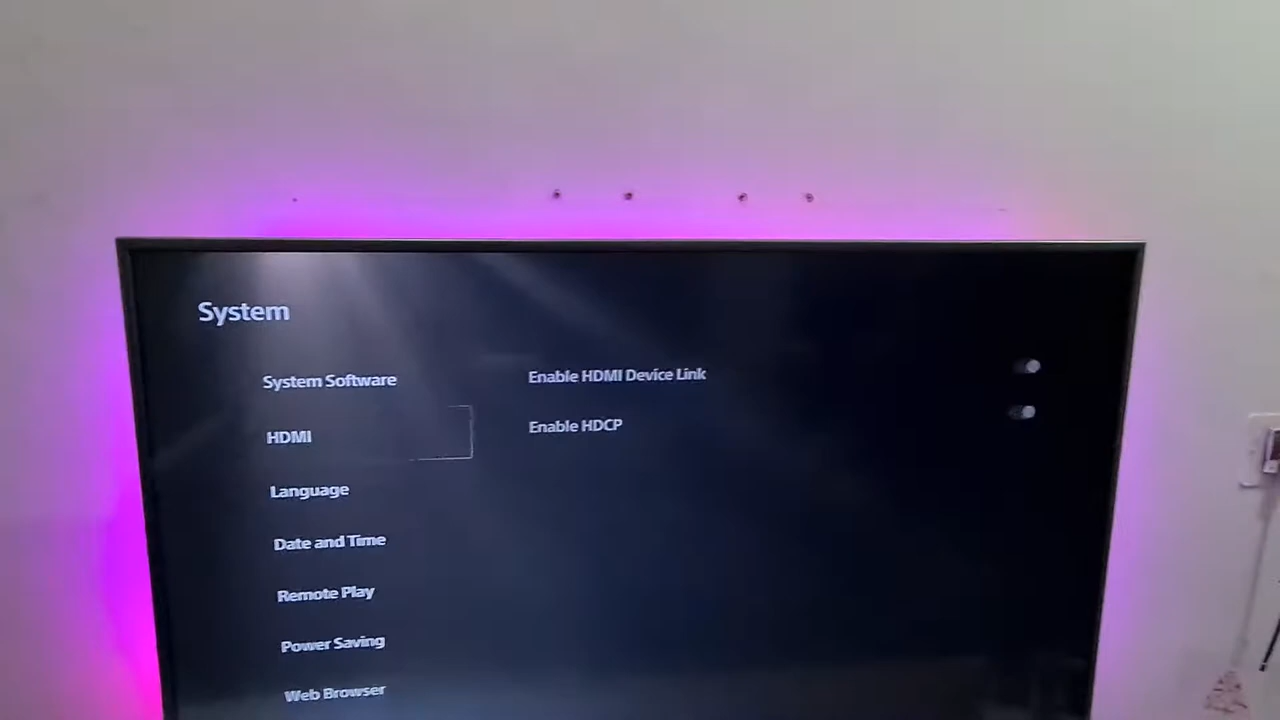 System
System Software
HDMI
Language
Date and Time
Remote Play
Power Saving
Web Browser
Enable HDMI Device Link
Enable HDCP